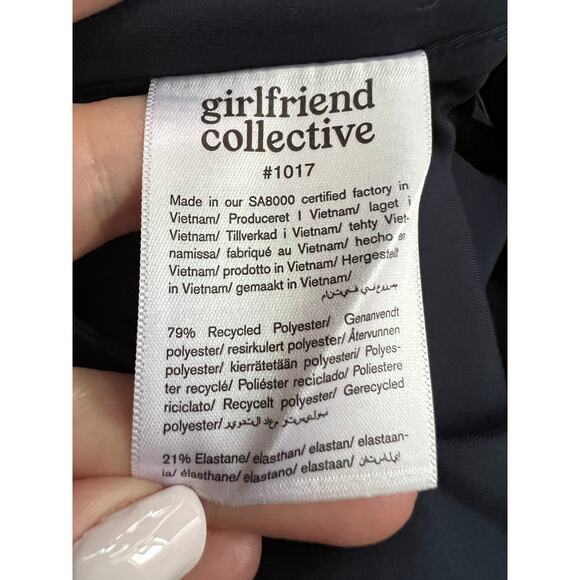 girlfriend
collective
#1017
Made in our SA8000 certified factory in
Vietnam/ Produceret I Vietnam/ laget i
Vietnam/ Tillverkad i Vietnam/ tehty Viet-
namissa/ fabriqué au Vietnam/ hecho en
Vietnam/ prodotto in Vietnam/ Hergestellt
in Vietnam/ gemaakt in Vietnam/
79% Recycled Polyester/ Genanvendt
polyester/ resirkulert polyester/ Återvunnen
polyester/ kierrätetään polyesteri/ Polyes-
ter recyclé/ Poliéster reciclado/ Poliestere
riciclato/ Recycelt polyester/ Gerecycled
polyester/
21% Elastane/ elasthan/ elastan/ elastaan-
ia/ élasthane/ elastano/ elastaan/